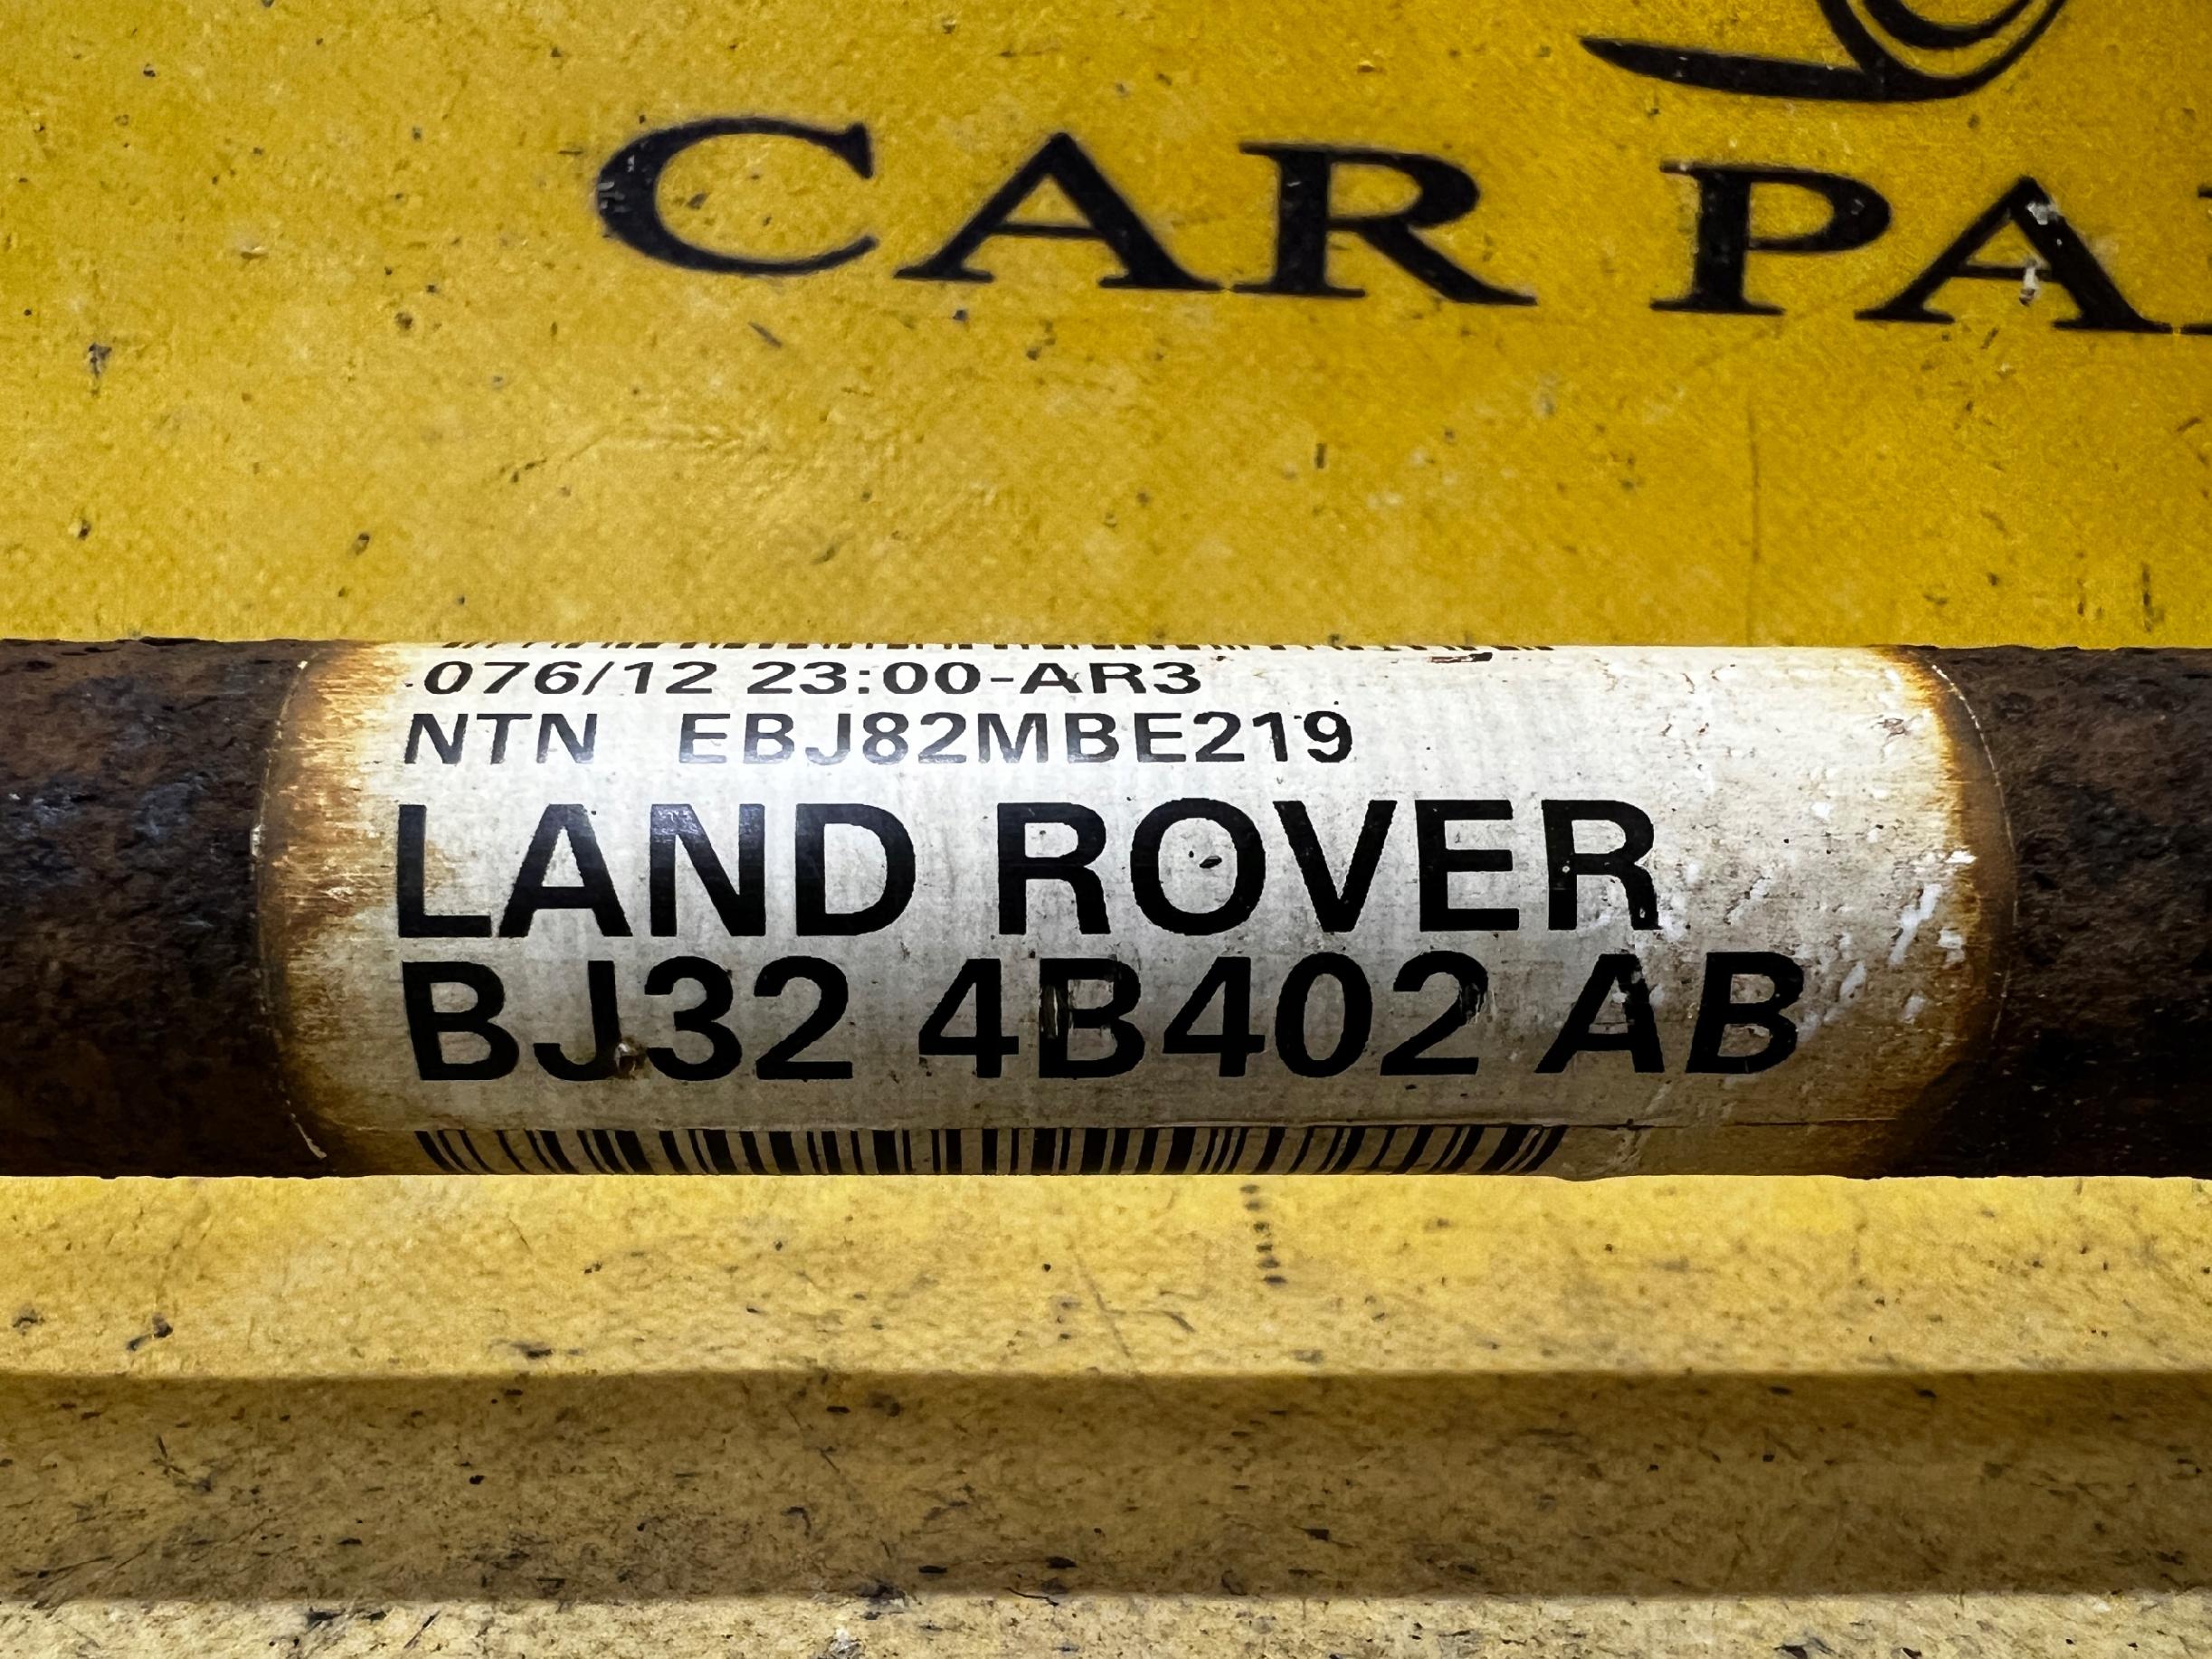 CAR PA
.076/12 23:00-AR3
NTN EBJ82MBE219
LAND ROVER
BJ32 4B402 AB